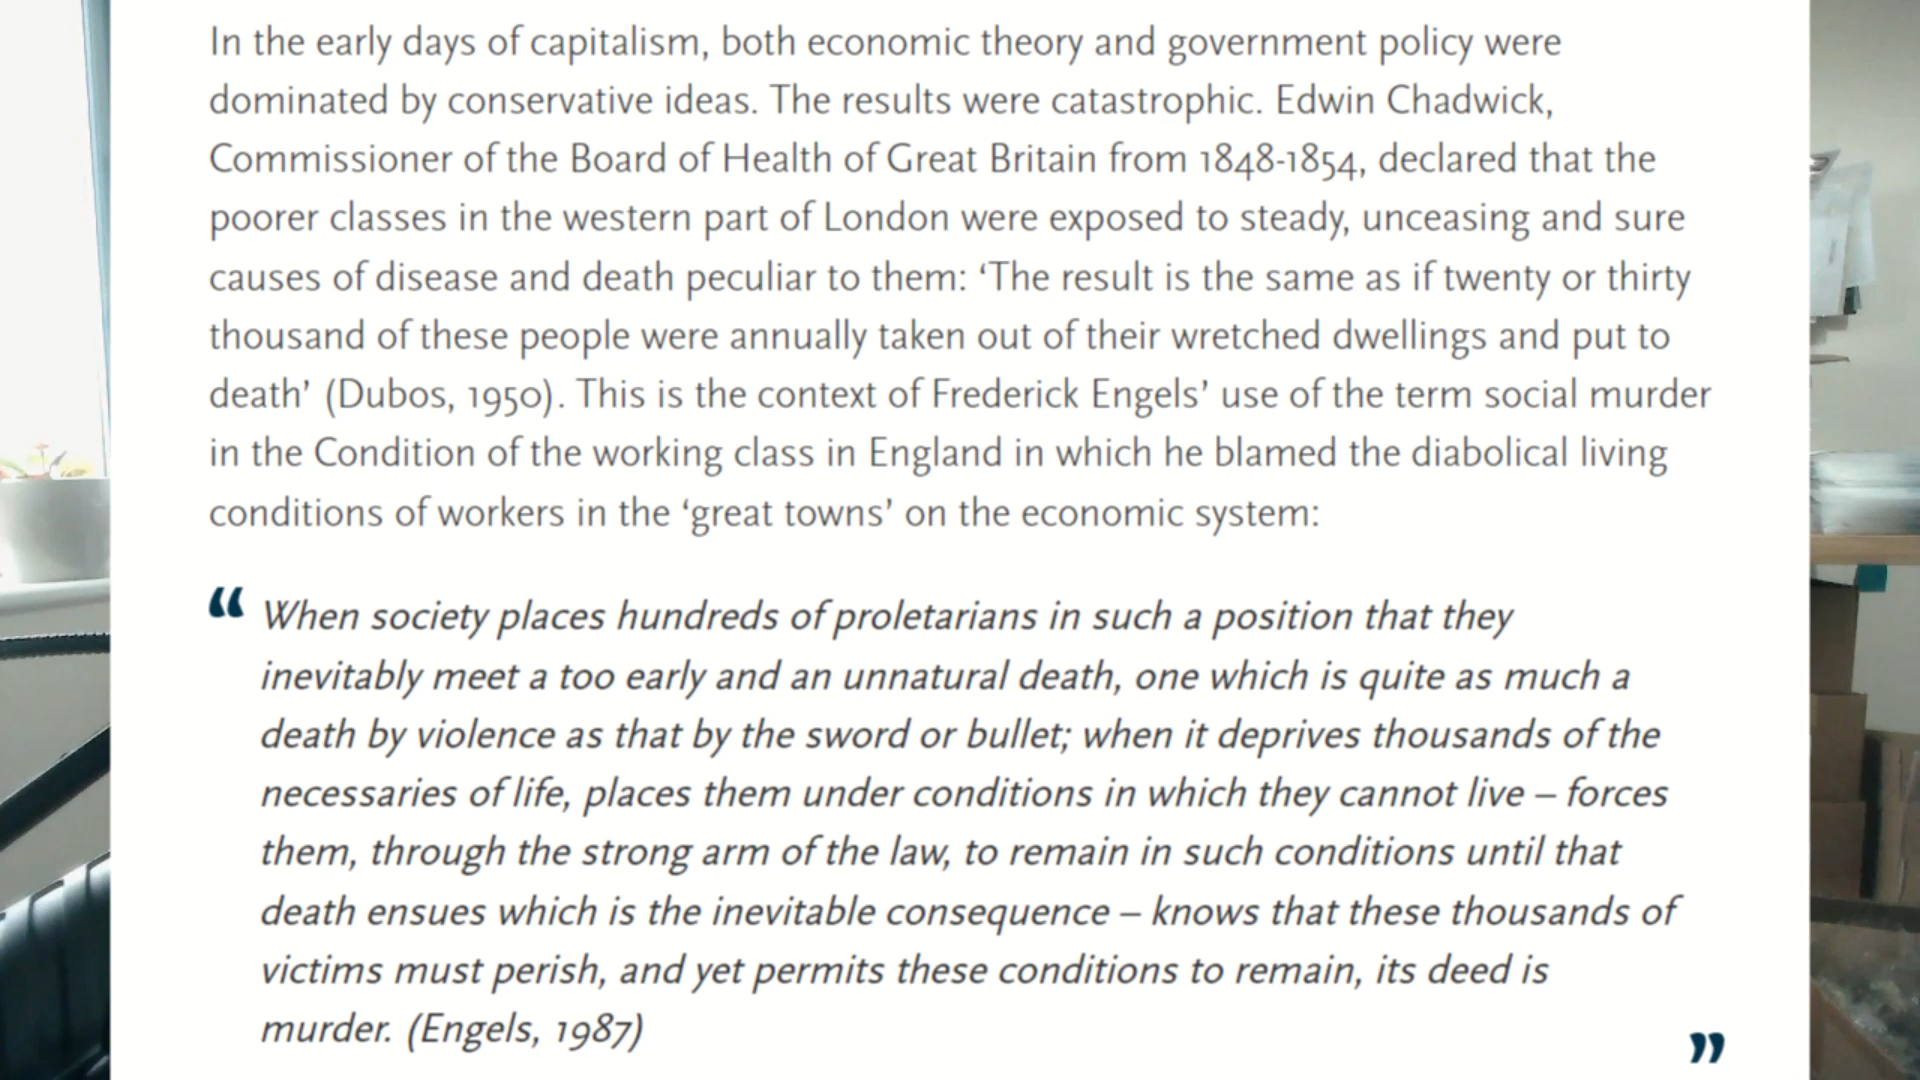 In the early days of capitalism, both economic theory and government policy were
dominated by conservative ideas. The results were catastrophic. Edwin Chadwick,
Commissioner of the Board of Health of Great Britain from 1848-1854, declared that the
poorer classes in the western part of London were exposed to steady, unceasing and sure
causes of disease and death peculiar to them: ‘The result is the same as if twenty or thirty
thousand of these people were annually taken out of their wretched dwellings and put to
death’ (Dubos, 1950). This is the context of Frederick Engels’ use of the term social murder
in the Condition of the working class in England in which he blamed the diabolical living
conditions of workers in the ‘great towns’ on the economic system:
“ When society places hundreds of proletarians in such a position that they
inevitably meet a too early and an unnatural death, one which is quite as much a
death by violence as that by the sword or bullet; when it deprives thousands of the
necessaries of life, places them under conditions in which they cannot live – forces
them, through the strong arm of the law, to remain in such conditions until that
death ensues which is the inevitable consequence – knows that these thousands of
victims must perish, and yet permits these conditions to remain, its deed is
murder. (Engels, 1987) ”